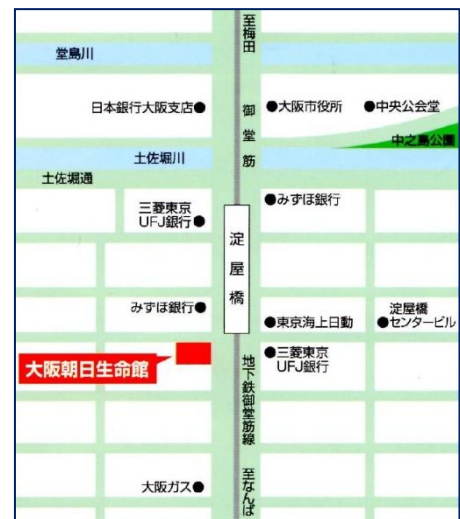 至梅田
堂島川
日本銀行大阪支店●
御堂筋
●大阪市役所
●中央公会堂
中之島公園
土佐堀川
土佐堀通
三菱東京
UFJ銀行●
●みずほ銀行
淀屋橋
みずほ銀行●
●東京海上日動
淀屋橋
●センタービル
大阪朝日生命館
●三菱東京
UFJ銀行
地下鉄御堂筋線
大阪ガス●
至なんば